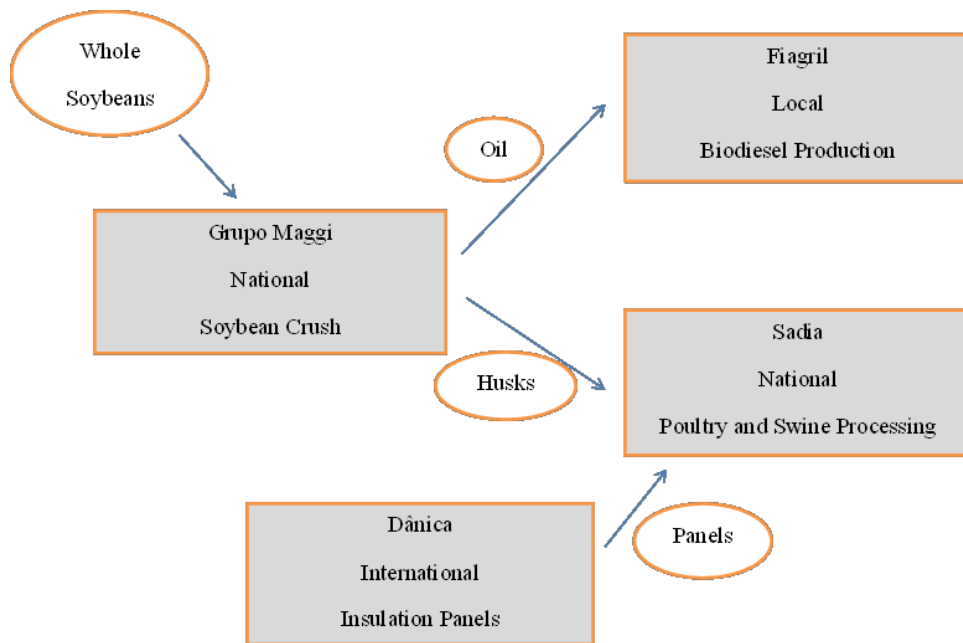 Whole
Soybeans
Fiagril
Local
Biodiesel Production
Oil
Grupo Maggi
National
Soybean Crush
Husks
Sadia
National
Poultry and Swine Processing
Dânica
International
Insulation Panels
Panels